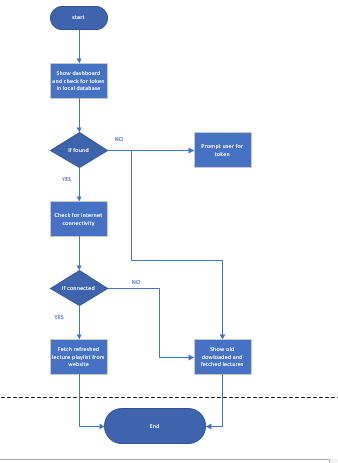 start
Show dashboard
and check for token
in local database
If found
NO
Prompt user for
token
YES
Check for internet
connectivity
If connected
NO
YES
Fetch refreshed
lecture playlist from
website
Show old
dowloaded and
fetched lectures
End